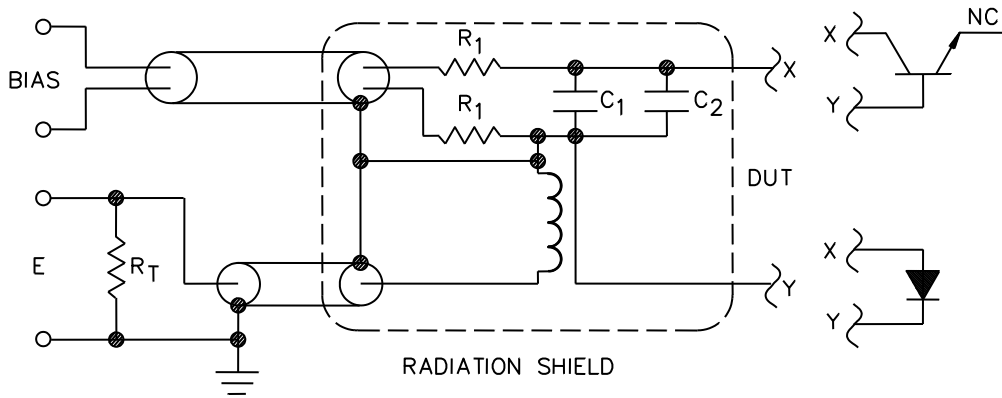 BIAS
R1
R1
C1
C2
X
Y
DUT
E
RT
RADIATION SHIELD
X
Y
NC
X
Y